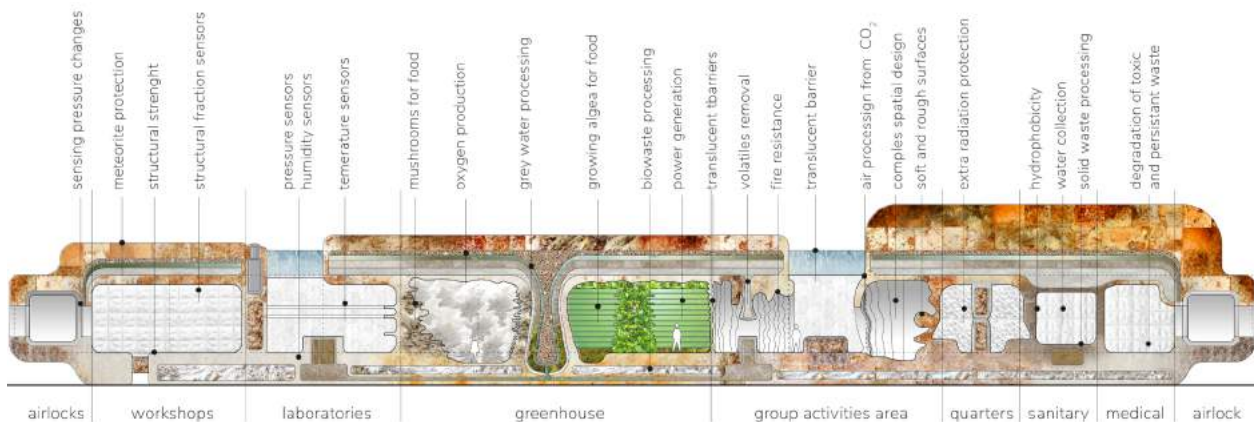 sensing pressure changes
meteorite protection
structural strenght
structural fraction sensors
pressure sensors
humidity sensors
temerature sensors
mushrooms for food
oxygen production
grey water processing
growing algea for food
biowaste processing
power generation
translucent tbarriers
volatiles removal
fire resistance
translucent barrier
air procession from CO₂
comples spatial design
soft and rough surfaces
extra radiation protection
hydrophobicity
water collection
solid waste processing
degradation of toxic
and persistant waste
airlocks
workshops
laboratories
greenhouse
group activities area
quarters
sanitary
medical
airlock